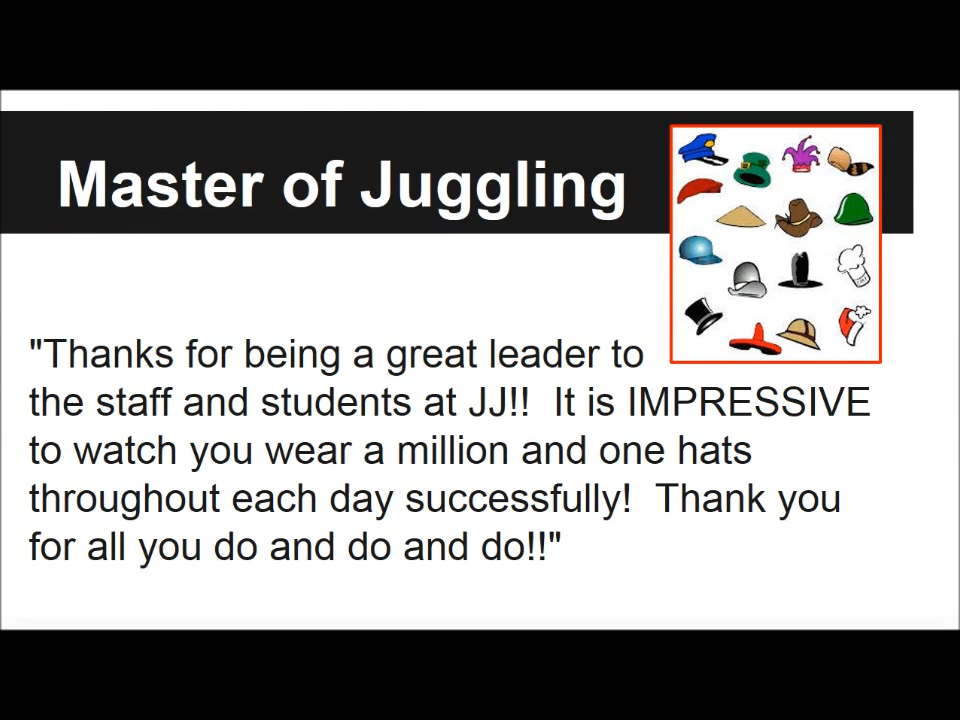 Master of Juggling
"Thanks for being a great leader to
the staff and students at JJ!!  It is IMPRESSIVE
to watch you wear a million and one hats
throughout each day successfully!  Thank you
for all you do and do and do!!"